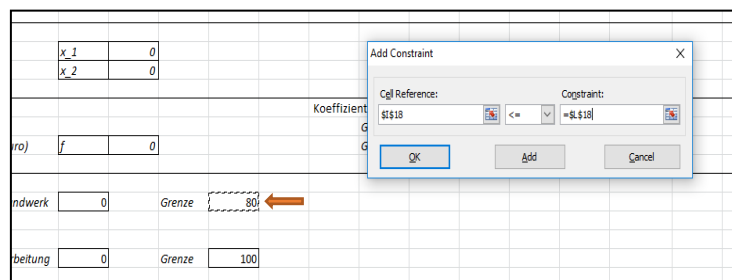 x_1 0
x_2 0
Add Constraint X
Cell Reference: Constraint:
$I$18 <= =$L$18
OK Add Cancel
Koeffizient
G
uro) f 0 G
ndwerk 0 Grenze 80
rbeitung 0 Grenze 100